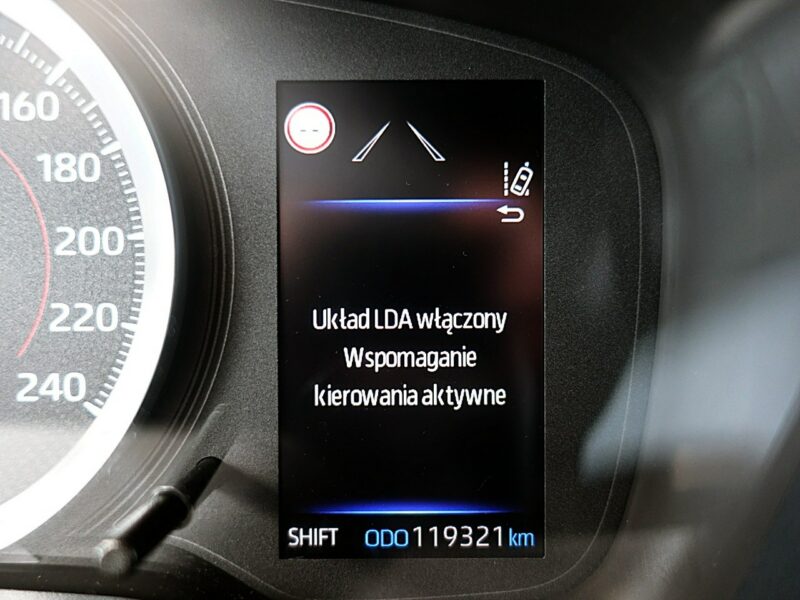 160
180
200
220
240
--
Układ LDA włączony
Wspomaganie
kierowania aktywne
SHIFT ODO 119321 km